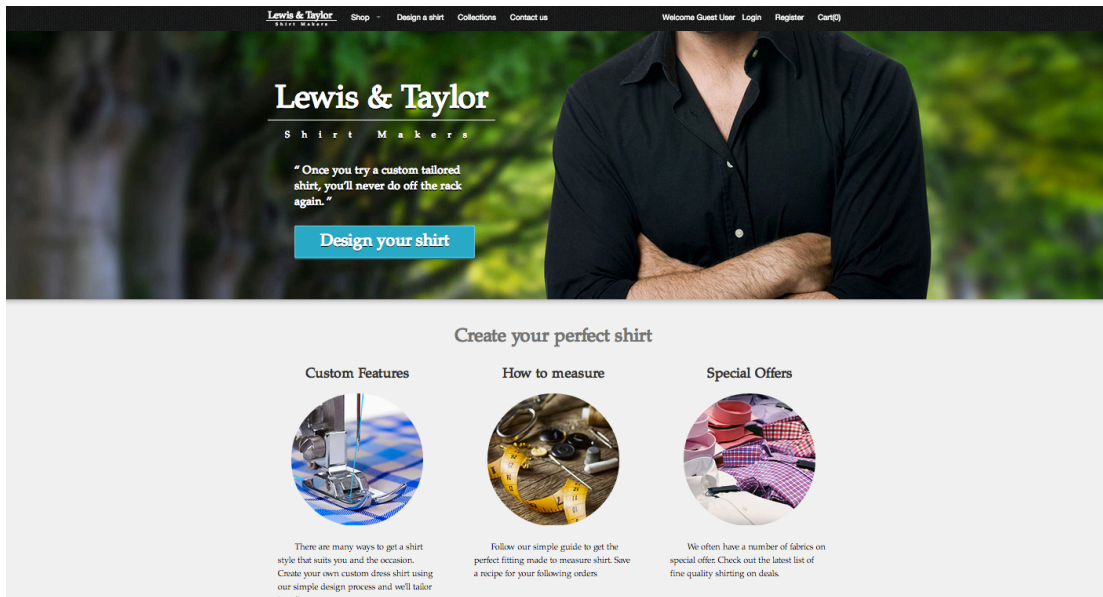 Lewis & Taylor
Shirt Makers
Shop
Design a shirt
Collections
Contact us
Welcome Guest User
Login
Register
Cart(0)
Lewis & Taylor
Shirt Makers
“ Once you try a custom tailored
shirt, you’ll never do off the rack
again. ”
Design your shirt
Create your perfect shirt
Custom Features
There are many ways to get a shirt
style that suits you and the occasion.
Create your own custom dress shirt using
our simple design process and we'll tailor
How to measure
Follow our simple guide to get the
perfect fitting made to measure shirt. Save
a recipe for your following orders
Special Offers
We often have a number of fabrics on
special offer. Check out the latest list of
fine quality shirting on deals.